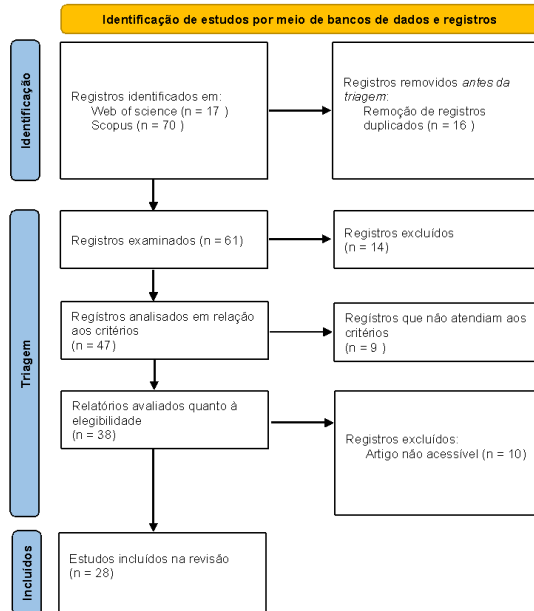 Identificação de estudos por meio de bancos de dados e registros
Identificação
Registros identificados em:
Web of science (n = 17 )
Scopus (n = 70 )
Registros removidos antes da
triagem:
Remoção de registros
duplicados (n = 16 )
Triagem
Registros examinados (n = 61)
Registros excluídos
(n = 14)
Registros analisados em relação
aos critérios
(n = 47)
Registros que não atendiam aos
critérios
(n = 9 )
Relatórios avaliados quanto à
elegibilidade
(n = 38)
Registros excluídos:
Artigo não acessível (n = 10)
Incluídos
Estudos incluídos na revisão
(n = 28)